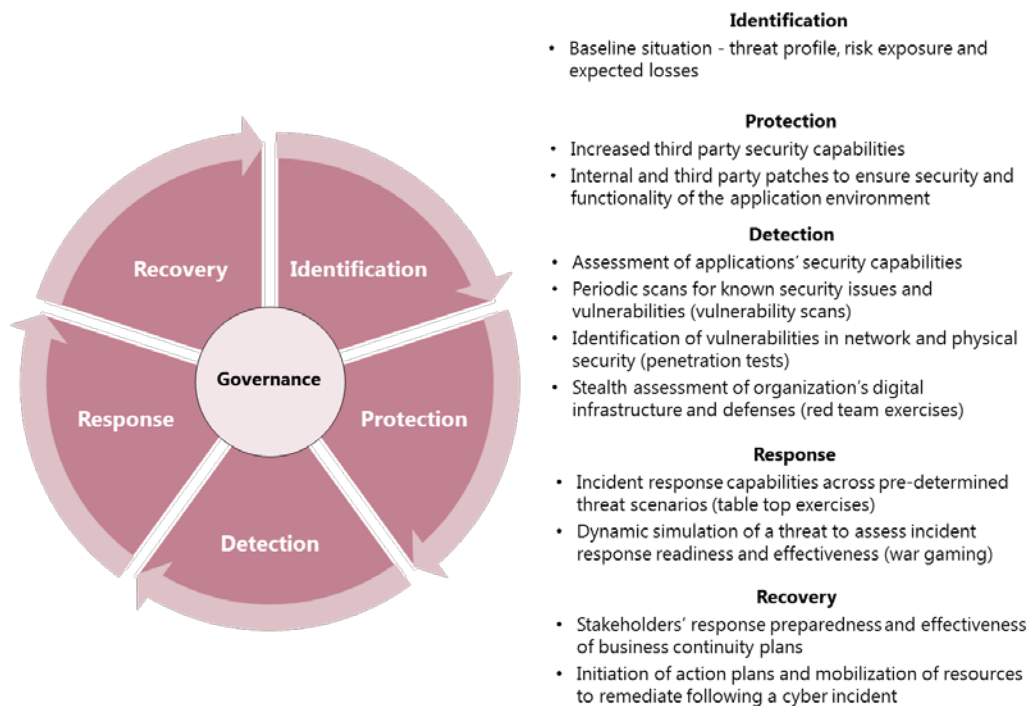 Recovery
Identification
Governance
Response
Protection
Detection
Identification
• Baseline situation - threat profile, risk exposure and
expected losses
Protection
• Increased third party security capabilities
• Internal and third party patches to ensure security and
functionality of the application environment
Detection
• Assessment of applications' security capabilities
• Periodic scans for known security issues and
vulnerabilities (vulnerability scans)
• Identification of vulnerabilities in network and physical
security (penetration tests)
• Stealth assessment of organization's digital
infrastructure and defenses (red team exercises)
Response
• Incident response capabilities across pre-determined
threat scenarios (table top exercises)
• Dynamic simulation of a threat to assess incident
response readiness and effectiveness (war gaming)
Recovery
• Stakeholders' response preparedness and effectiveness
of business continuity plans
• Initiation of action plans and mobilization of resources
to remediate following a cyber incident